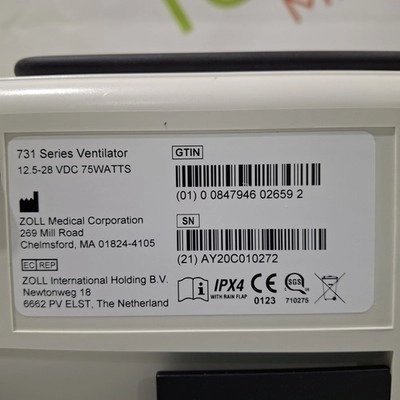 731 Series Ventilator
12.5-28 VDC 75WATTS
ZOLL Medical Corporation
269 Mill Road
Chelmsford, MA 01824-4105
EC REP
ZOLL International Holding B.V.
Newtonweg 18
6662 PV ELST, The Netherland
GTIN
(01) 0 0847946 02659 2
SN
(21) AY20C010272
IPX4
WITH RAIN FLAP
CE
0123
SGS
710275